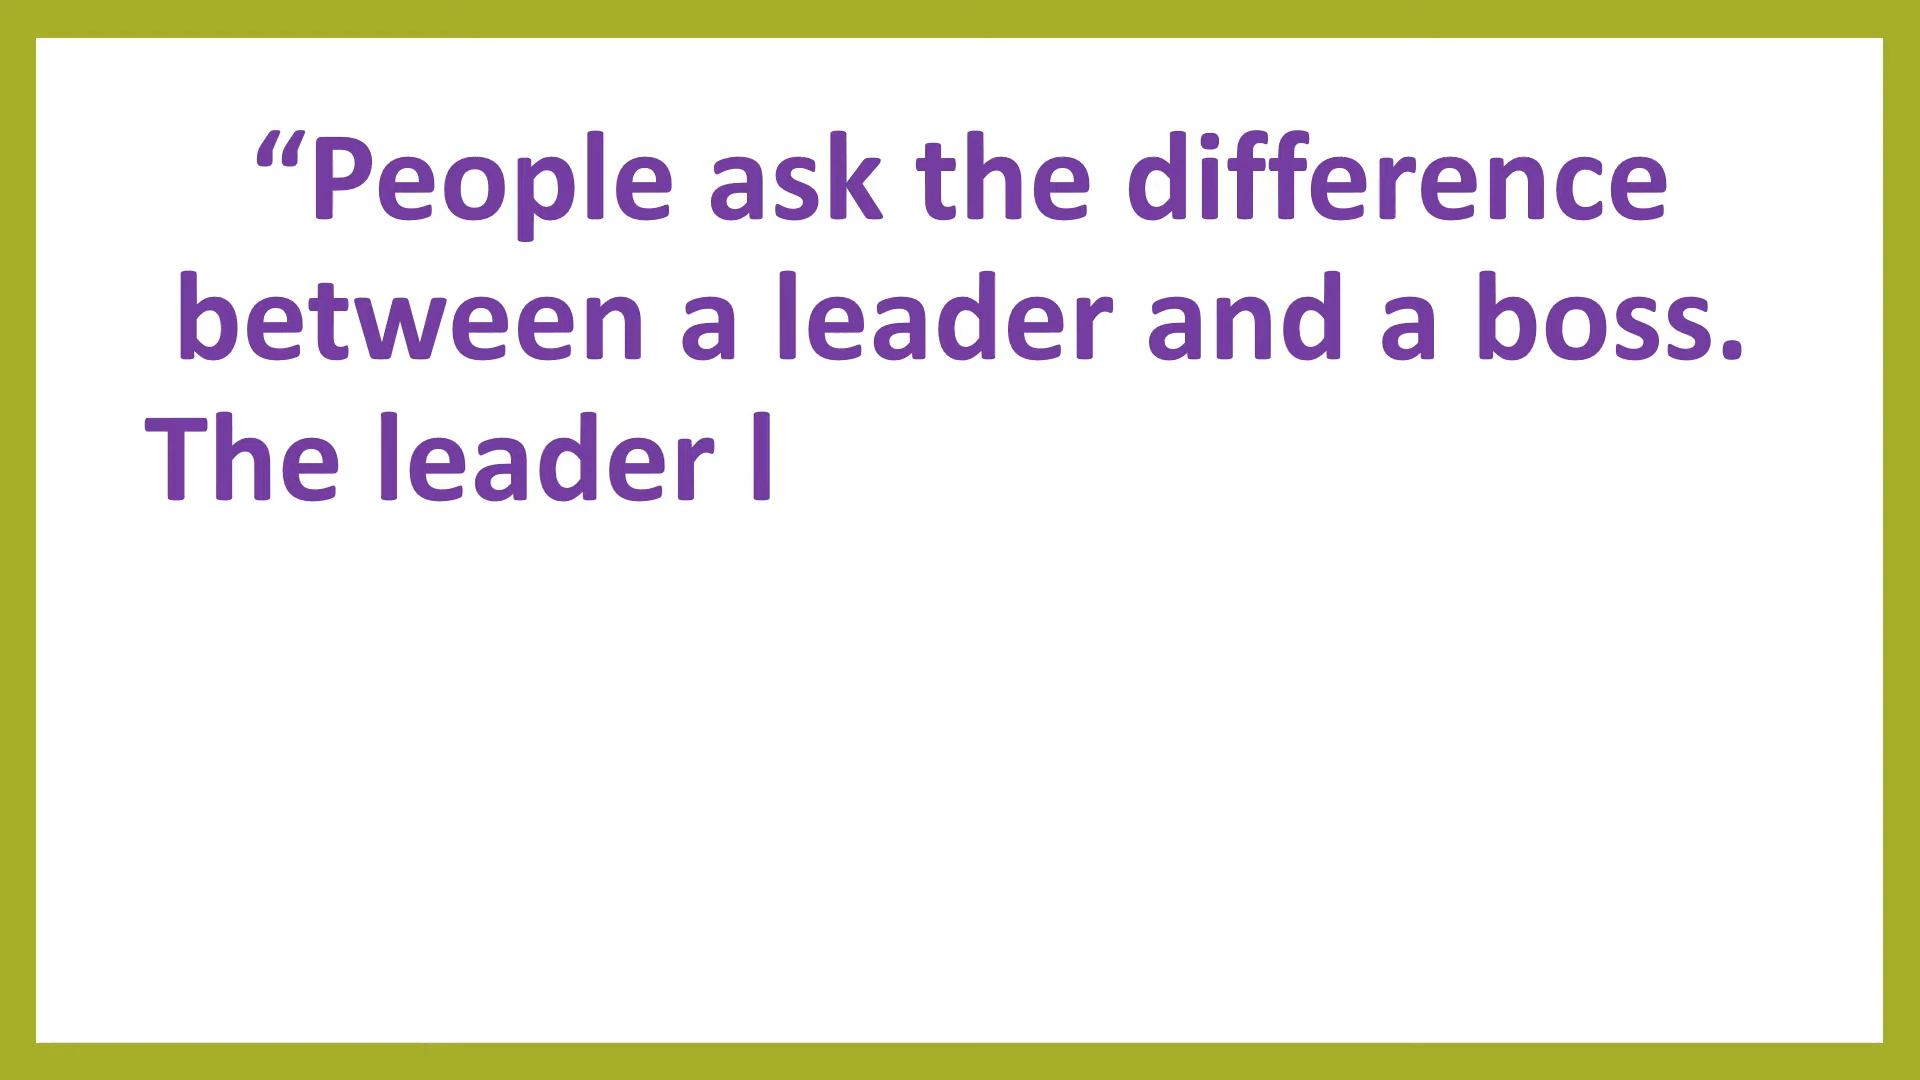 “People ask the difference
between a leader and a boss.
The leader l